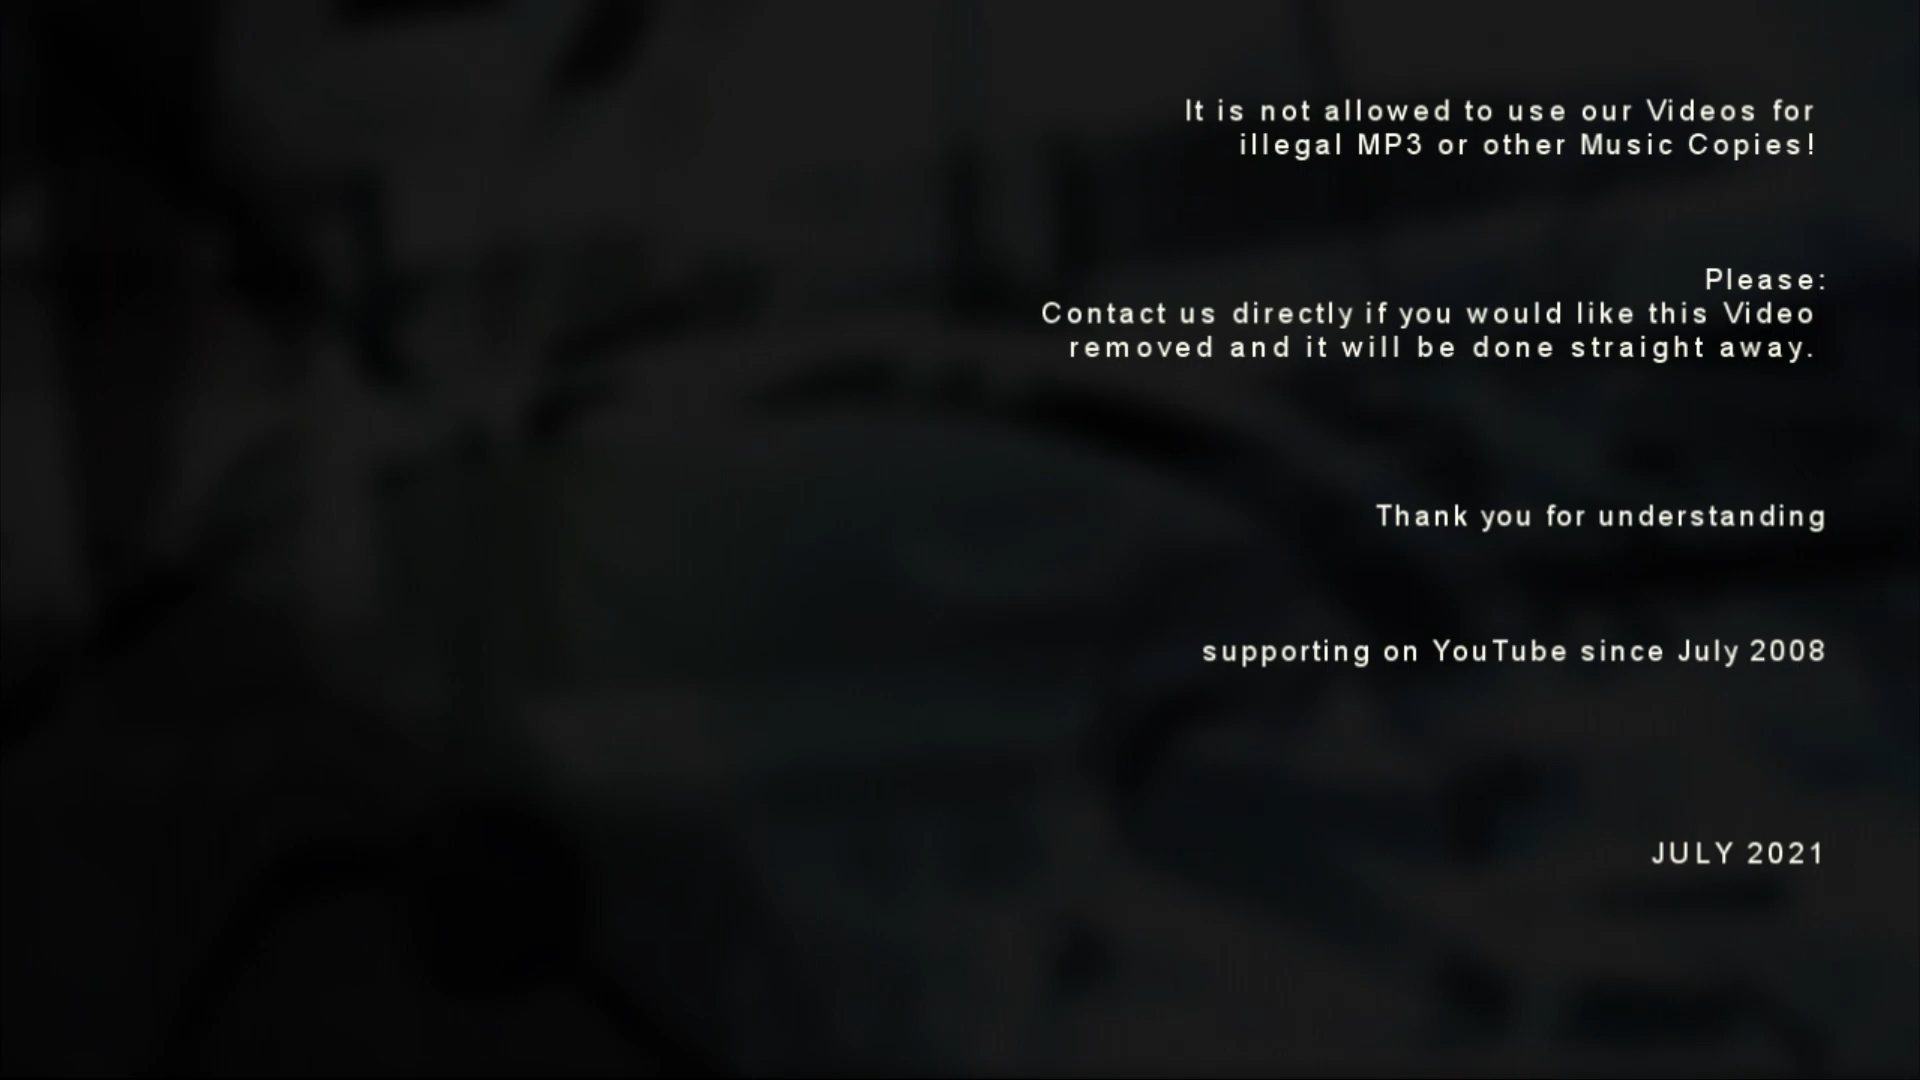 It is not allowed to use our Videos for
illegal MP3 or other Music Copies!
Please:
Contact us directly if you would like this Video
removed and it will be done straight away.
Thank you for understanding
supporting on YouTube since July 2008
JULY 2021